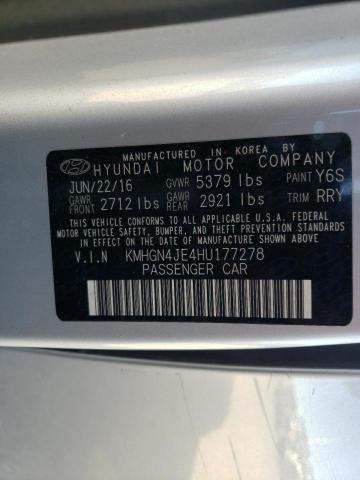 MANUFACTURED IN KOREA BY
HYUNDAI MOTOR COMPANY
JUN/22/16 GVWR 5379 lbs PAINT Y6S
GAWR FRONT 2712 lbs GAWR REAR 2921 lbs TRIM RRY
THIS VEHICLE CONFORMS TO ALL APPLICABLE U.S.A. FEDERAL
MOTOR VEHICLE SAFETY, BUMPER, AND THEFT PREVENTION
STANDARDS IN EFFECT ON THE DATE OF MANUFACTURE SHOWN ABOVE.
V.I.N KMHGN4JE4HU177278
PASSENGER CAR